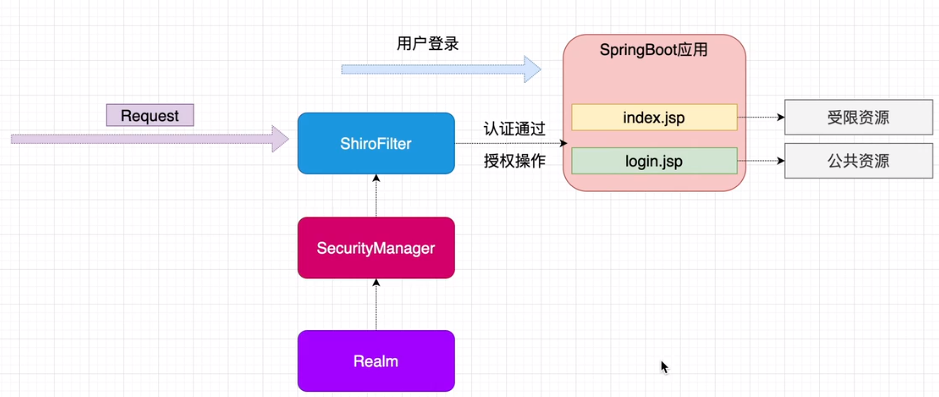 用户登录
SpringBoot应用
Request
index.jsp
受限资源
ShiroFilter
认证通过
授权操作
login.jsp
公共资源
SecurityManager
Realm